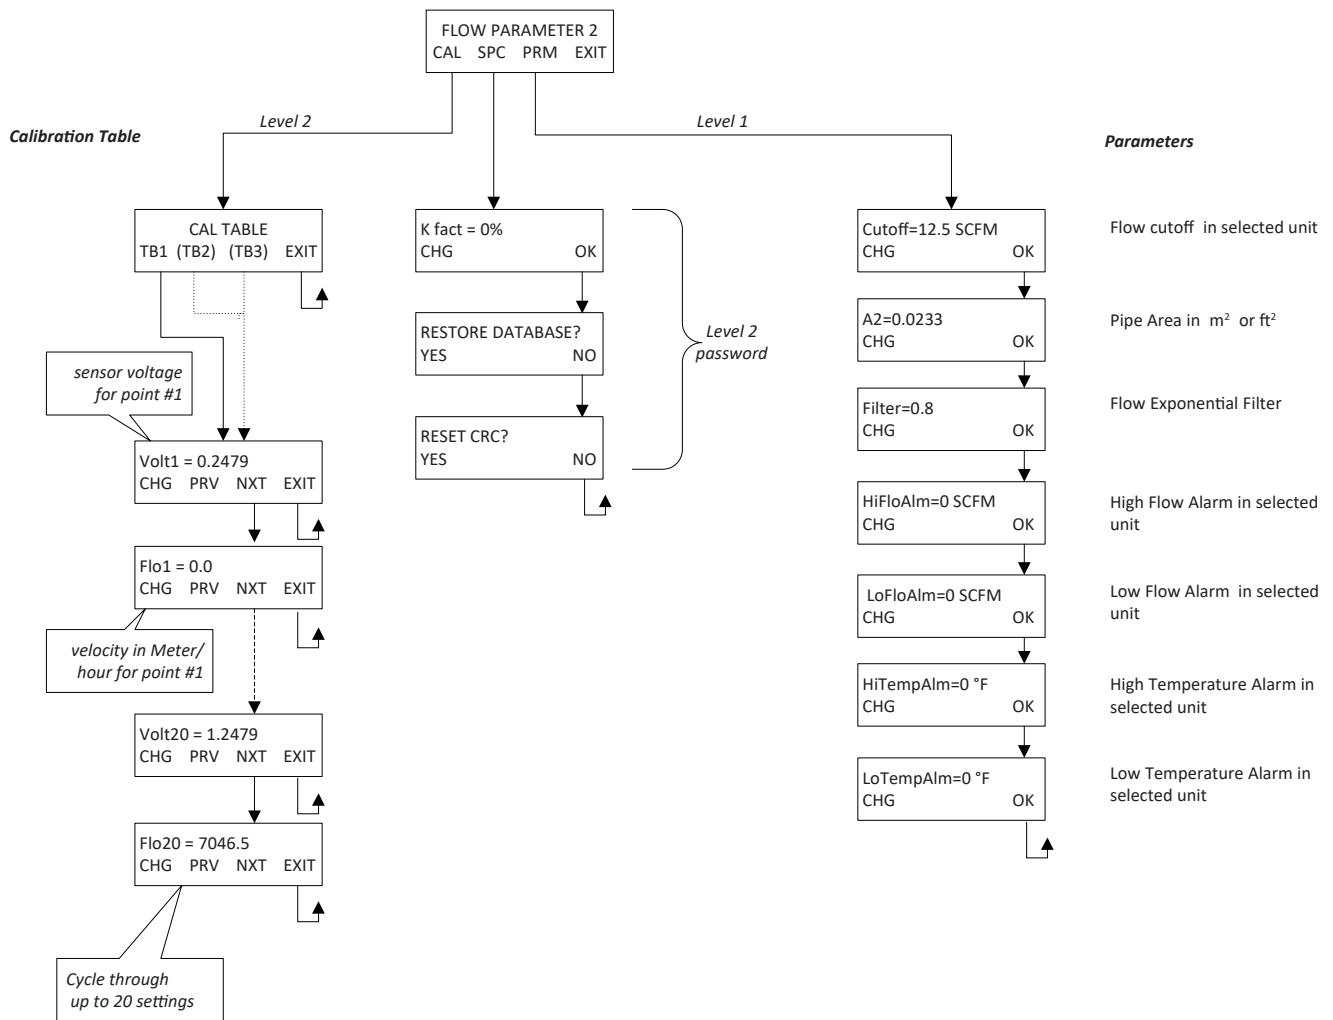 FLOW PARAMETER 2
CAL SPC PRM EXIT
Level 2
Level 1
Calibration Table
Parameters
CAL TABLE
TB1 (TB2) (TB3) EXIT
sensor voltage
for point #1
Volt1 = 0.2479
CHG PRV NXT EXIT
Flo1 = 0.0
CHG PRV NXT EXIT
velocity in Meter/
hour for point #1
Volt20 = 1.2479
CHG PRV NXT EXIT
Flo20 = 7046.5
CHG PRV NXT EXIT
Cycle through
up to 20 settings
K fact = 0%
CHG OK
RESTORE DATABASE?
YES NO
RESET CRC?
YES NO
Level 2
password
Cutoff=12.5 SCFM
CHG OK
Flow cutoff in selected unit
A2=0.0233
CHG OK
Pipe Area in m² or ft²
Filter=0.8
CHG OK
Flow Exponential Filter
HiFloAlm=0 SCFM
CHG OK
High Flow Alarm in selected
unit
LoFloAlm=0 SCFM
CHG OK
Low Flow Alarm in selected
unit
HiTempAlm=0 °F
CHG OK
High Temperature Alarm in
selected unit
LoTempAlm=0 °F
CHG OK
Low Temperature Alarm in
selected unit